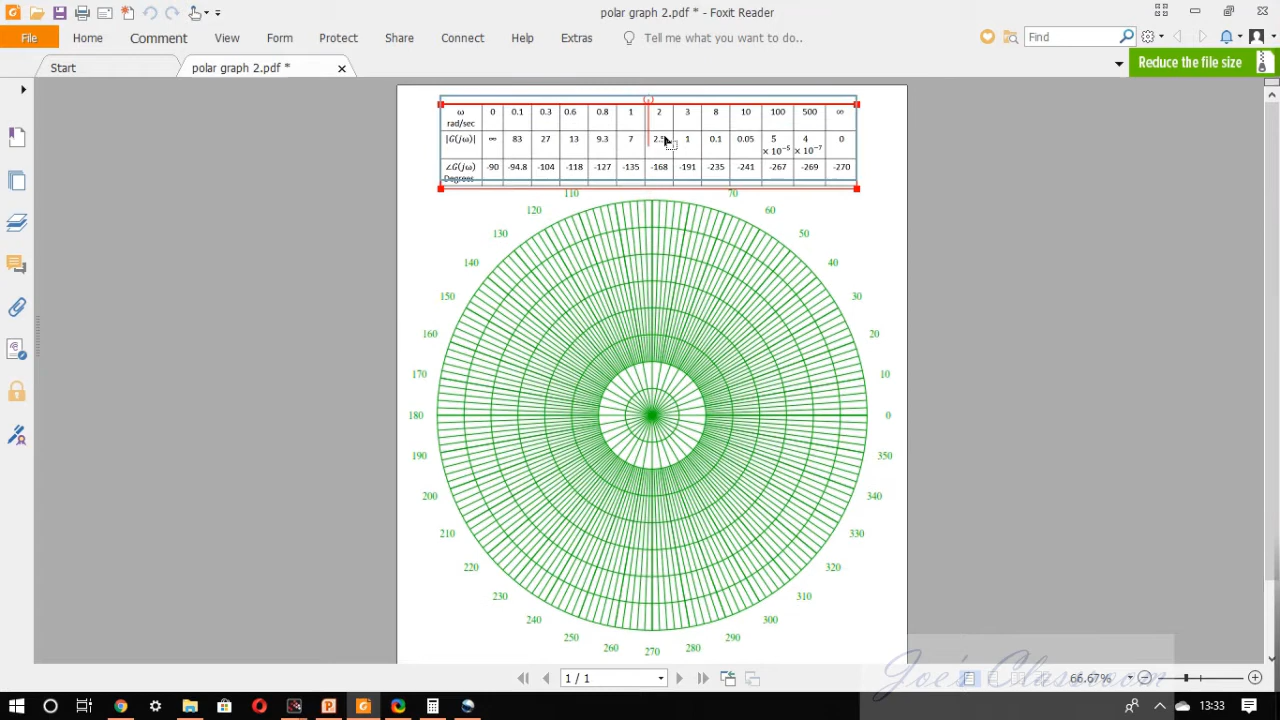 polar graph 2.pdf * - Foxit Reader
File Home Comment View Form Protect Share Connect Help Extras Tell me what you want to do.. Find
Start polar graph 2.pdf * Reduce the file size
ω rad/sec 0 0.1 0.3 0.6 0.8 1 2 3 8 10 100 500 ∞
|G(jω)| ∞ 83 27 13 9.3 7 2.5 1 0.1 0.05 5 × 10⁻⁵ 4 × 10⁻⁷ 0
∠G(jω) Degrees -90 -94.8 -104 -118 -127 -135 -168 -191 -235 -241 -267 -269 -270
110 70
120 60
130 50
140 40
150 30
160 20
170 10
180 0
190 350
200 340
210 330
220 320
230 310
240 300
250 290
260 280
270
Joe's Classroom
1 / 1 66.67%
13:33